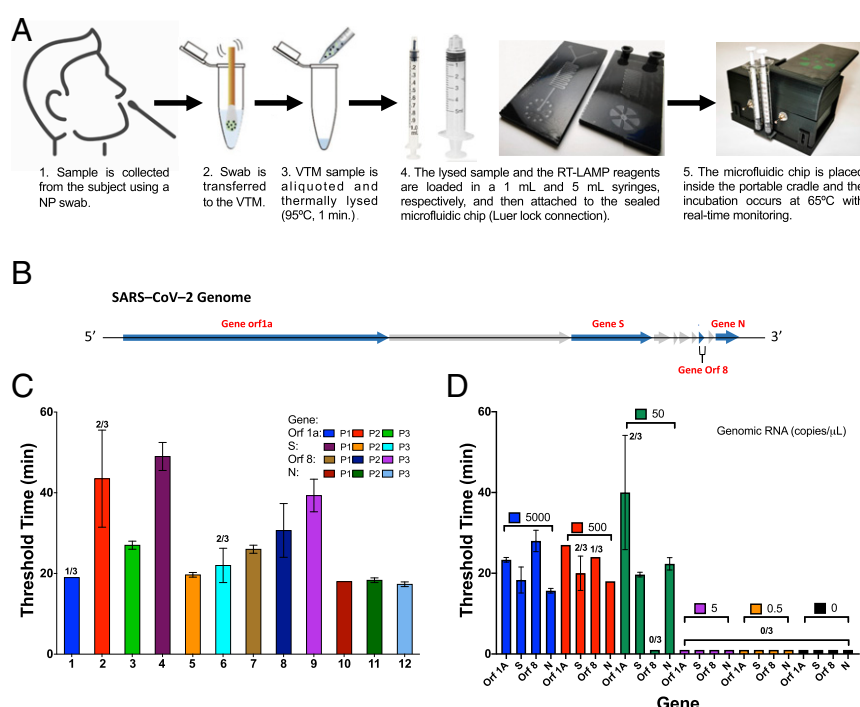 A
1. Sample is collected
from the subject using a
NP swab.
2. Swab is
transferred
to the VTM.
3. VTM sample is
aliquoted and
thermally lysed
(95ºC, 1 min.).
4. The lysed sample and the RT-LAMP reagents
are loaded in a 1 mL and 5 mL syringes,
respectively, and then attached to the sealed
microfluidic chip (Luer lock connection).
5. The microfluidic chip is placed
inside the portable cradle and the
incubation occurs at 65ºC with
real-time monitoring.
B
SARS–CoV–2 Genome
Gene orf1a
Gene S
Gene N
5′
3′
Gene Orf 8
C
Threshold Time (min)
60
40
20
0
1/3
2/3
2/3
Gene:
Orf 1a: P1 P2 P3
S: P1 P2 P3
Orf 8: P1 P2 P3
N: P1 P2 P3
1 2 3 4 5 6 7 8 9 10 11 12
D
Threshold Time (min)
60
40
20
0
Genomic RNA (copies/µL)
50
2/3
5000
500
2/3
1/3
0/3
5
0.5
0
0/3
Orf 1A S Orf 8 N Orf 1A S Orf 8 N Orf 1A S Orf 8 N Orf 1A S Orf 8 N Orf 1A S Orf 8 N Orf 1A S Orf 8 N
Gene